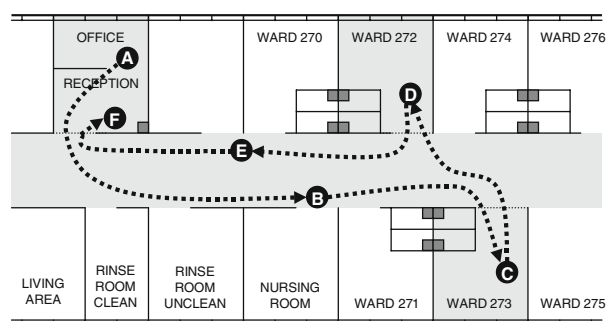 OFFICE
WARD 270
WARD 272
WARD 274
WARD 276
A
RECEPTION
D
F
E
B
C
LIVING
AREA
RINSE
ROOM
CLEAN
RINSE
ROOM
UNCLEAN
NURSING
ROOM
WARD 271
WARD 273
WARD 275